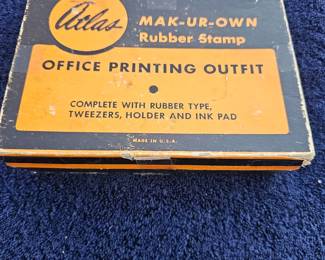 Atlas
MAK-UR-OWN
Rubber Stamp
OFFICE PRINTING OUTFIT
COMPLETE WITH RUBBER TYPE,
TWEEZERS, HOLDER AND INK PAD
MADE IN U.S.A.